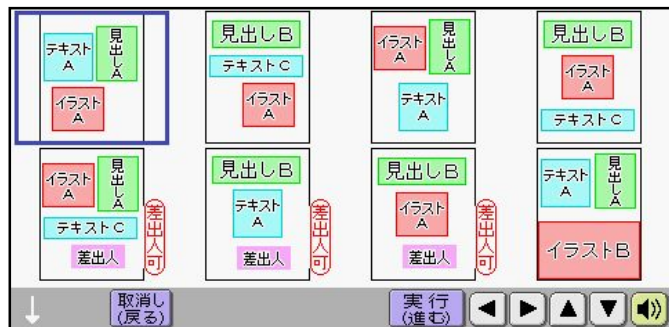 テキスト
A
見出しA
イラスト
A
見出しB
テキストC
イラスト
A
イラスト
A
見出しA
テキスト
A
見出しB
イラスト
A
テキストC
イラスト
A
見出しA
テキストC
差出人
差出人可
見出しB
テキスト
A
差出人
差出人可
見出しB
イラスト
A
差出人
差出人可
テキスト
A
見出しA
イラストB
取消し
(戻る)
実行
(進む)